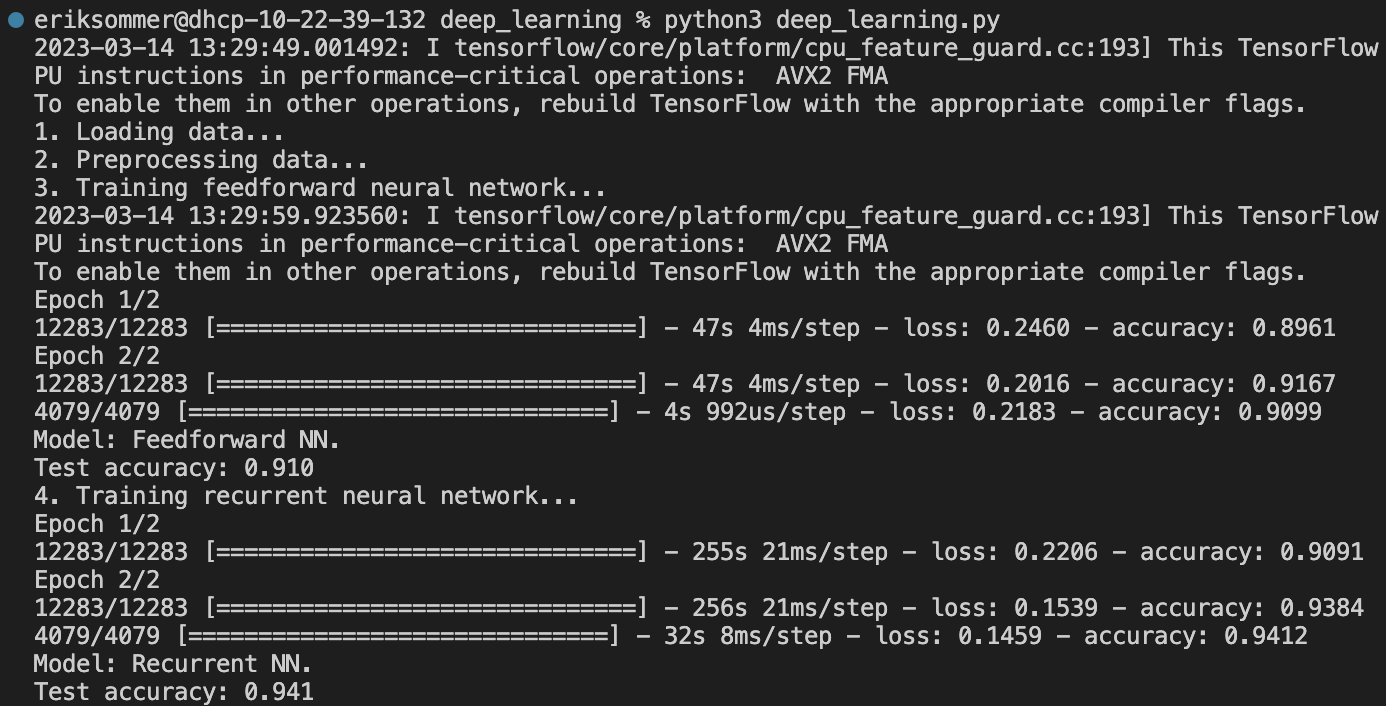 eriksommer@dhcp-10-22-39-132 deep_learning % python3 deep_learning.py
2023-03-14 13:29:49.001492: I tensorflow/core/platform/cpu_feature_guard.cc:193] This TensorFlow
PU instructions in performance-critical operations:  AVX2 FMA
To enable them in other operations, rebuild TensorFlow with the appropriate compiler flags.
1. Loading data...
2. Preprocessing data...
3. Training feedforward neural network...
2023-03-14 13:29:59.923560: I tensorflow/core/platform/cpu_feature_guard.cc:193] This TensorFlow
PU instructions in performance-critical operations:  AVX2 FMA
To enable them in other operations, rebuild TensorFlow with the appropriate compiler flags.
Epoch 1/2
12283/12283 [==============================] - 47s 4ms/step - loss: 0.2460 - accuracy: 0.8961
Epoch 2/2
12283/12283 [==============================] - 47s 4ms/step - loss: 0.2016 - accuracy: 0.9167
4079/4079 [==============================] - 4s 992us/step - loss: 0.2183 - accuracy: 0.9099
Model: Feedforward NN.
Test accuracy: 0.910
4. Training recurrent neural network...
Epoch 1/2
12283/12283 [==============================] - 255s 21ms/step - loss: 0.2206 - accuracy: 0.9091
Epoch 2/2
12283/12283 [==============================] - 256s 21ms/step - loss: 0.1539 - accuracy: 0.9384
4079/4079 [==============================] - 32s 8ms/step - loss: 0.1459 - accuracy: 0.9412
Model: Recurrent NN.
Test accuracy: 0.941